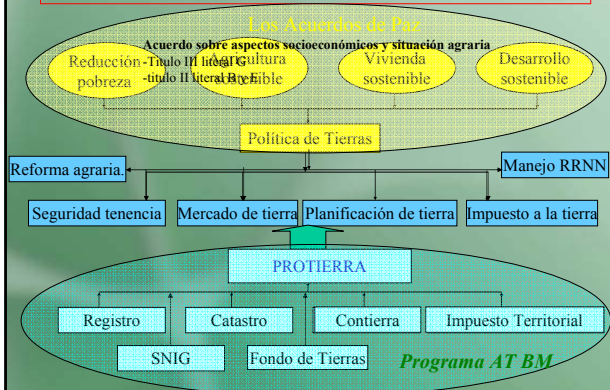 Los Acuerdos de Paz
Acuerdo sobre aspectos socioeconómicos y situación agraria
-Titulo III literal G
-titulo II literal B y E
Reducción
pobreza
Agricultura
sostenible
Vivienda
sostenible
Desarrollo
sostenible
Política de Tierras
Reforma agraria.
Manejo RRNN
Seguridad tenencia
Mercado de tierra
Planificación de tierra
Impuesto a la tierra
PROTIERRA
Registro
Catastro
Contierra
Impuesto Territorial
SNIG
Fondo de Tierras
Programa AT BM